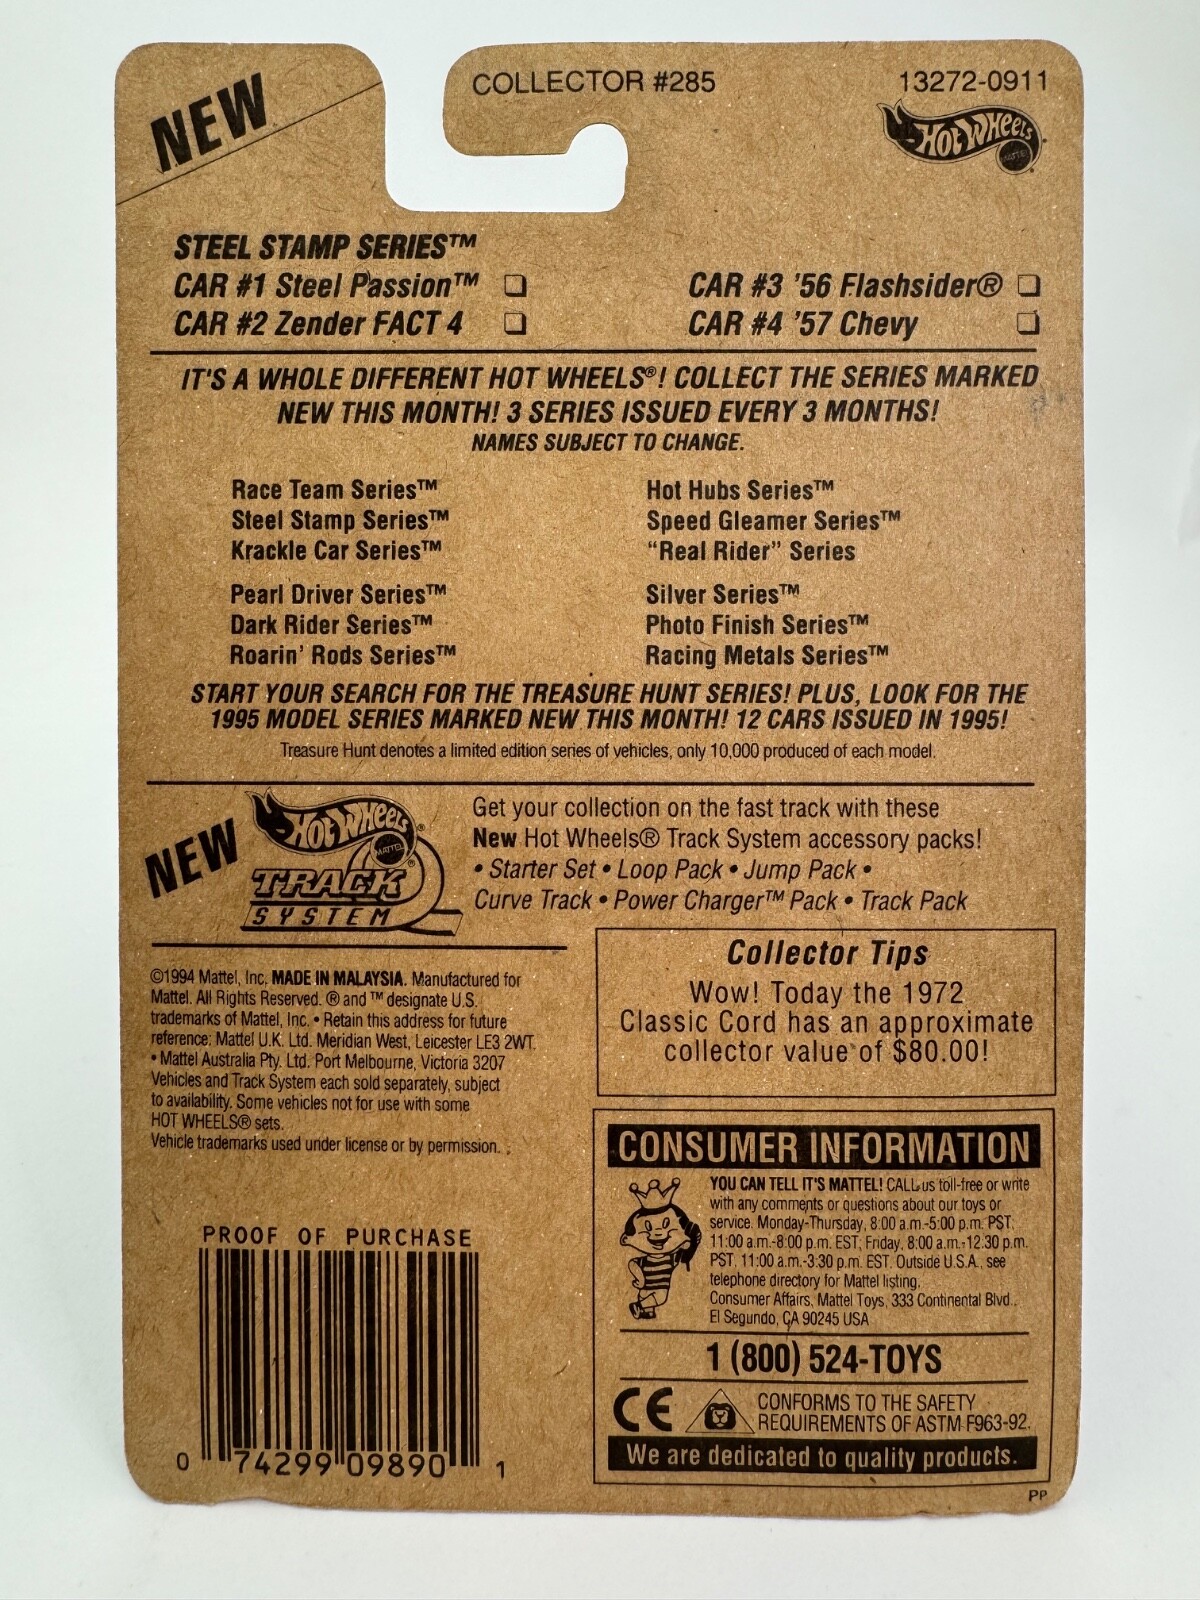 NEW
COLLECTOR #285
13272-0911
HOT WHEELS
MATTEL
STEEL STAMP SERIES™
CAR #1 Steel Passion™ ❏
CAR #2 Zender FACT 4 ❏
CAR #3 '56 Flashsider® ❏
CAR #4 '57 Chevy ❏
IT'S A WHOLE DIFFERENT HOT WHEELS®! COLLECT THE SERIES MARKED
NEW THIS MONTH! 3 SERIES ISSUED EVERY 3 MONTHS!
NAMES SUBJECT TO CHANGE.
Race Team Series™
Steel Stamp Series™
Krackle Car Series™
Pearl Driver Series™
Dark Rider Series™
Roarin' Rods Series™
Hot Hubs Series™
Speed Gleamer Series™
“Real Rider” Series
Silver Series™
Photo Finish Series™
Racing Metals Series™
START YOUR SEARCH FOR THE TREASURE HUNT SERIES! PLUS, LOOK FOR THE
1995 MODEL SERIES MARKED NEW THIS MONTH! 12 CARS ISSUED IN 1995!
Treasure Hunt denotes a limited edition series of vehicles, only 10,000 produced of each model.
NEW
HOT WHEELS®
MATTEL®
TRACK
SYSTEM
Get your collection on the fast track with these
New Hot Wheels® Track System accessory packs!
• Starter Set • Loop Pack • Jump Pack •
Curve Track • Power Charger™ Pack • Track Pack
©1994 Mattel, Inc. MADE IN MALAYSIA. Manufactured for
Mattel. All Rights Reserved. ® and ™ designate U.S.
trademarks of Mattel, Inc. • Retain this address for future
reference: Mattel U.K. Ltd. Meridian West, Leicester LE3 2WT.
• Mattel Australia Pty. Ltd. Port Melbourne, Victoria 3207
Vehicles and Track System each sold separately, subject
to availability. Some vehicles not for use with some
HOT WHEELS® sets.
Vehicle trademarks used under license or by permission.
Collector Tips
Wow! Today the 1972
Classic Cord has an approximate
collector value of $80.00!
CONSUMER INFORMATION
YOU CAN TELL IT'S MATTEL! CALL us toll-free or write
with any comments or questions about our toys or
service. Monday-Thursday, 8:00 a.m.-5:00 p.m. PST,
11:00 a.m.-8:00 p.m. EST; Friday, 8:00 a.m.-12:30 p.m.
PST, 11:00 a.m.-3:30 p.m. EST. Outside U.S.A., see
telephone directory for Mattel listing.
Consumer Affairs, Mattel Toys, 333 Continental Blvd.,
El Segundo, CA 90245 USA
1 (800) 524-TOYS
CE
CONFORMS TO THE SAFETY
REQUIREMENTS OF ASTM F963-92.
We are dedicated to quality products.
PROOF OF PURCHASE
0 74299 09890 1
PP